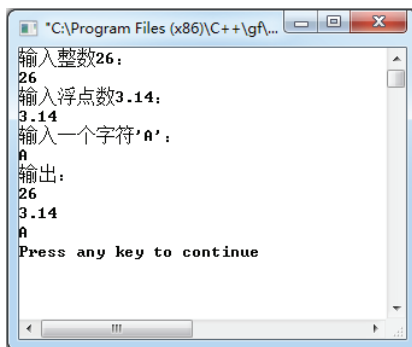 "C:\Program Files (x86)\C++\gf\...
输入整数26：
26
输入浮点数3.14：
3.14
输入一个字符'A'：
A
输出：
26
3.14
A
Press any key to continue